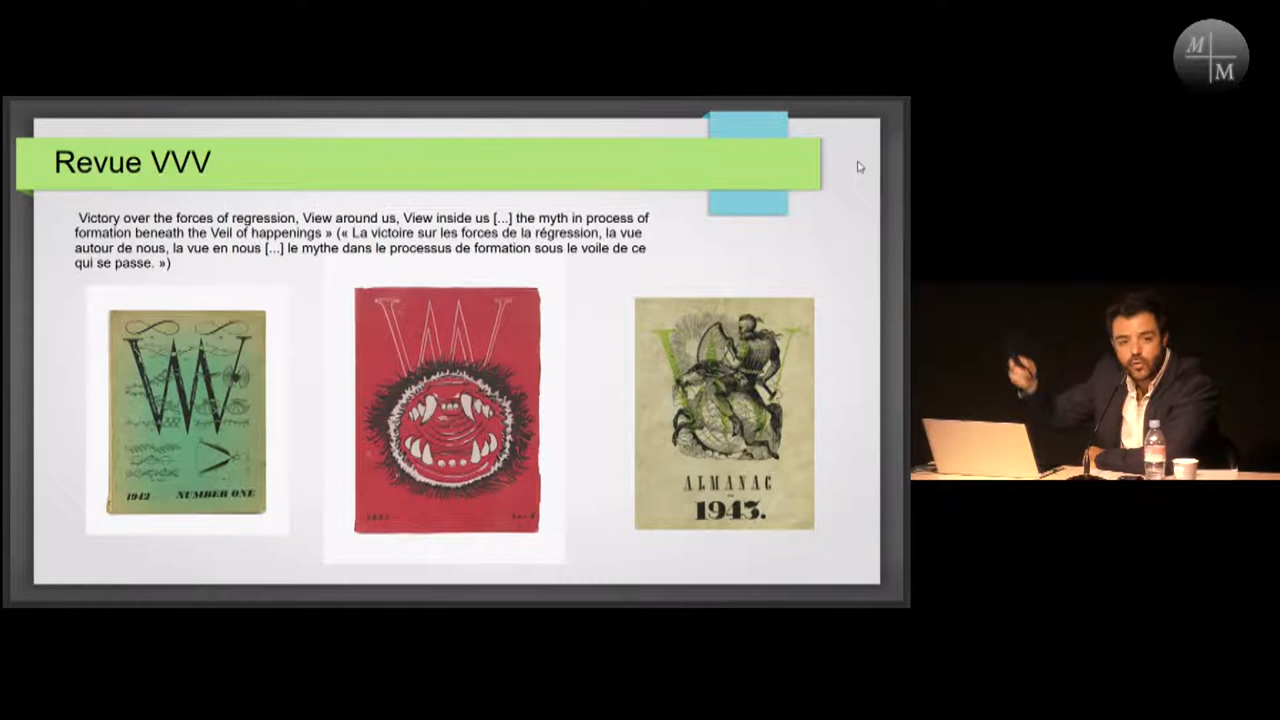 M
M
Revue VVV
Victory over the forces of regression, View around us, View inside us [...] the myth in process of
formation beneath the Veil of happenings » (« La victoire sur les forces de la régression, la vue
autour de nous, la vue en nous [...] le mythe dans le processus de formation sous le voile de ce
qui se passe. »)
VVV
1942 NUMBER ONE
VVV
VVV
ALMANAC
1943.